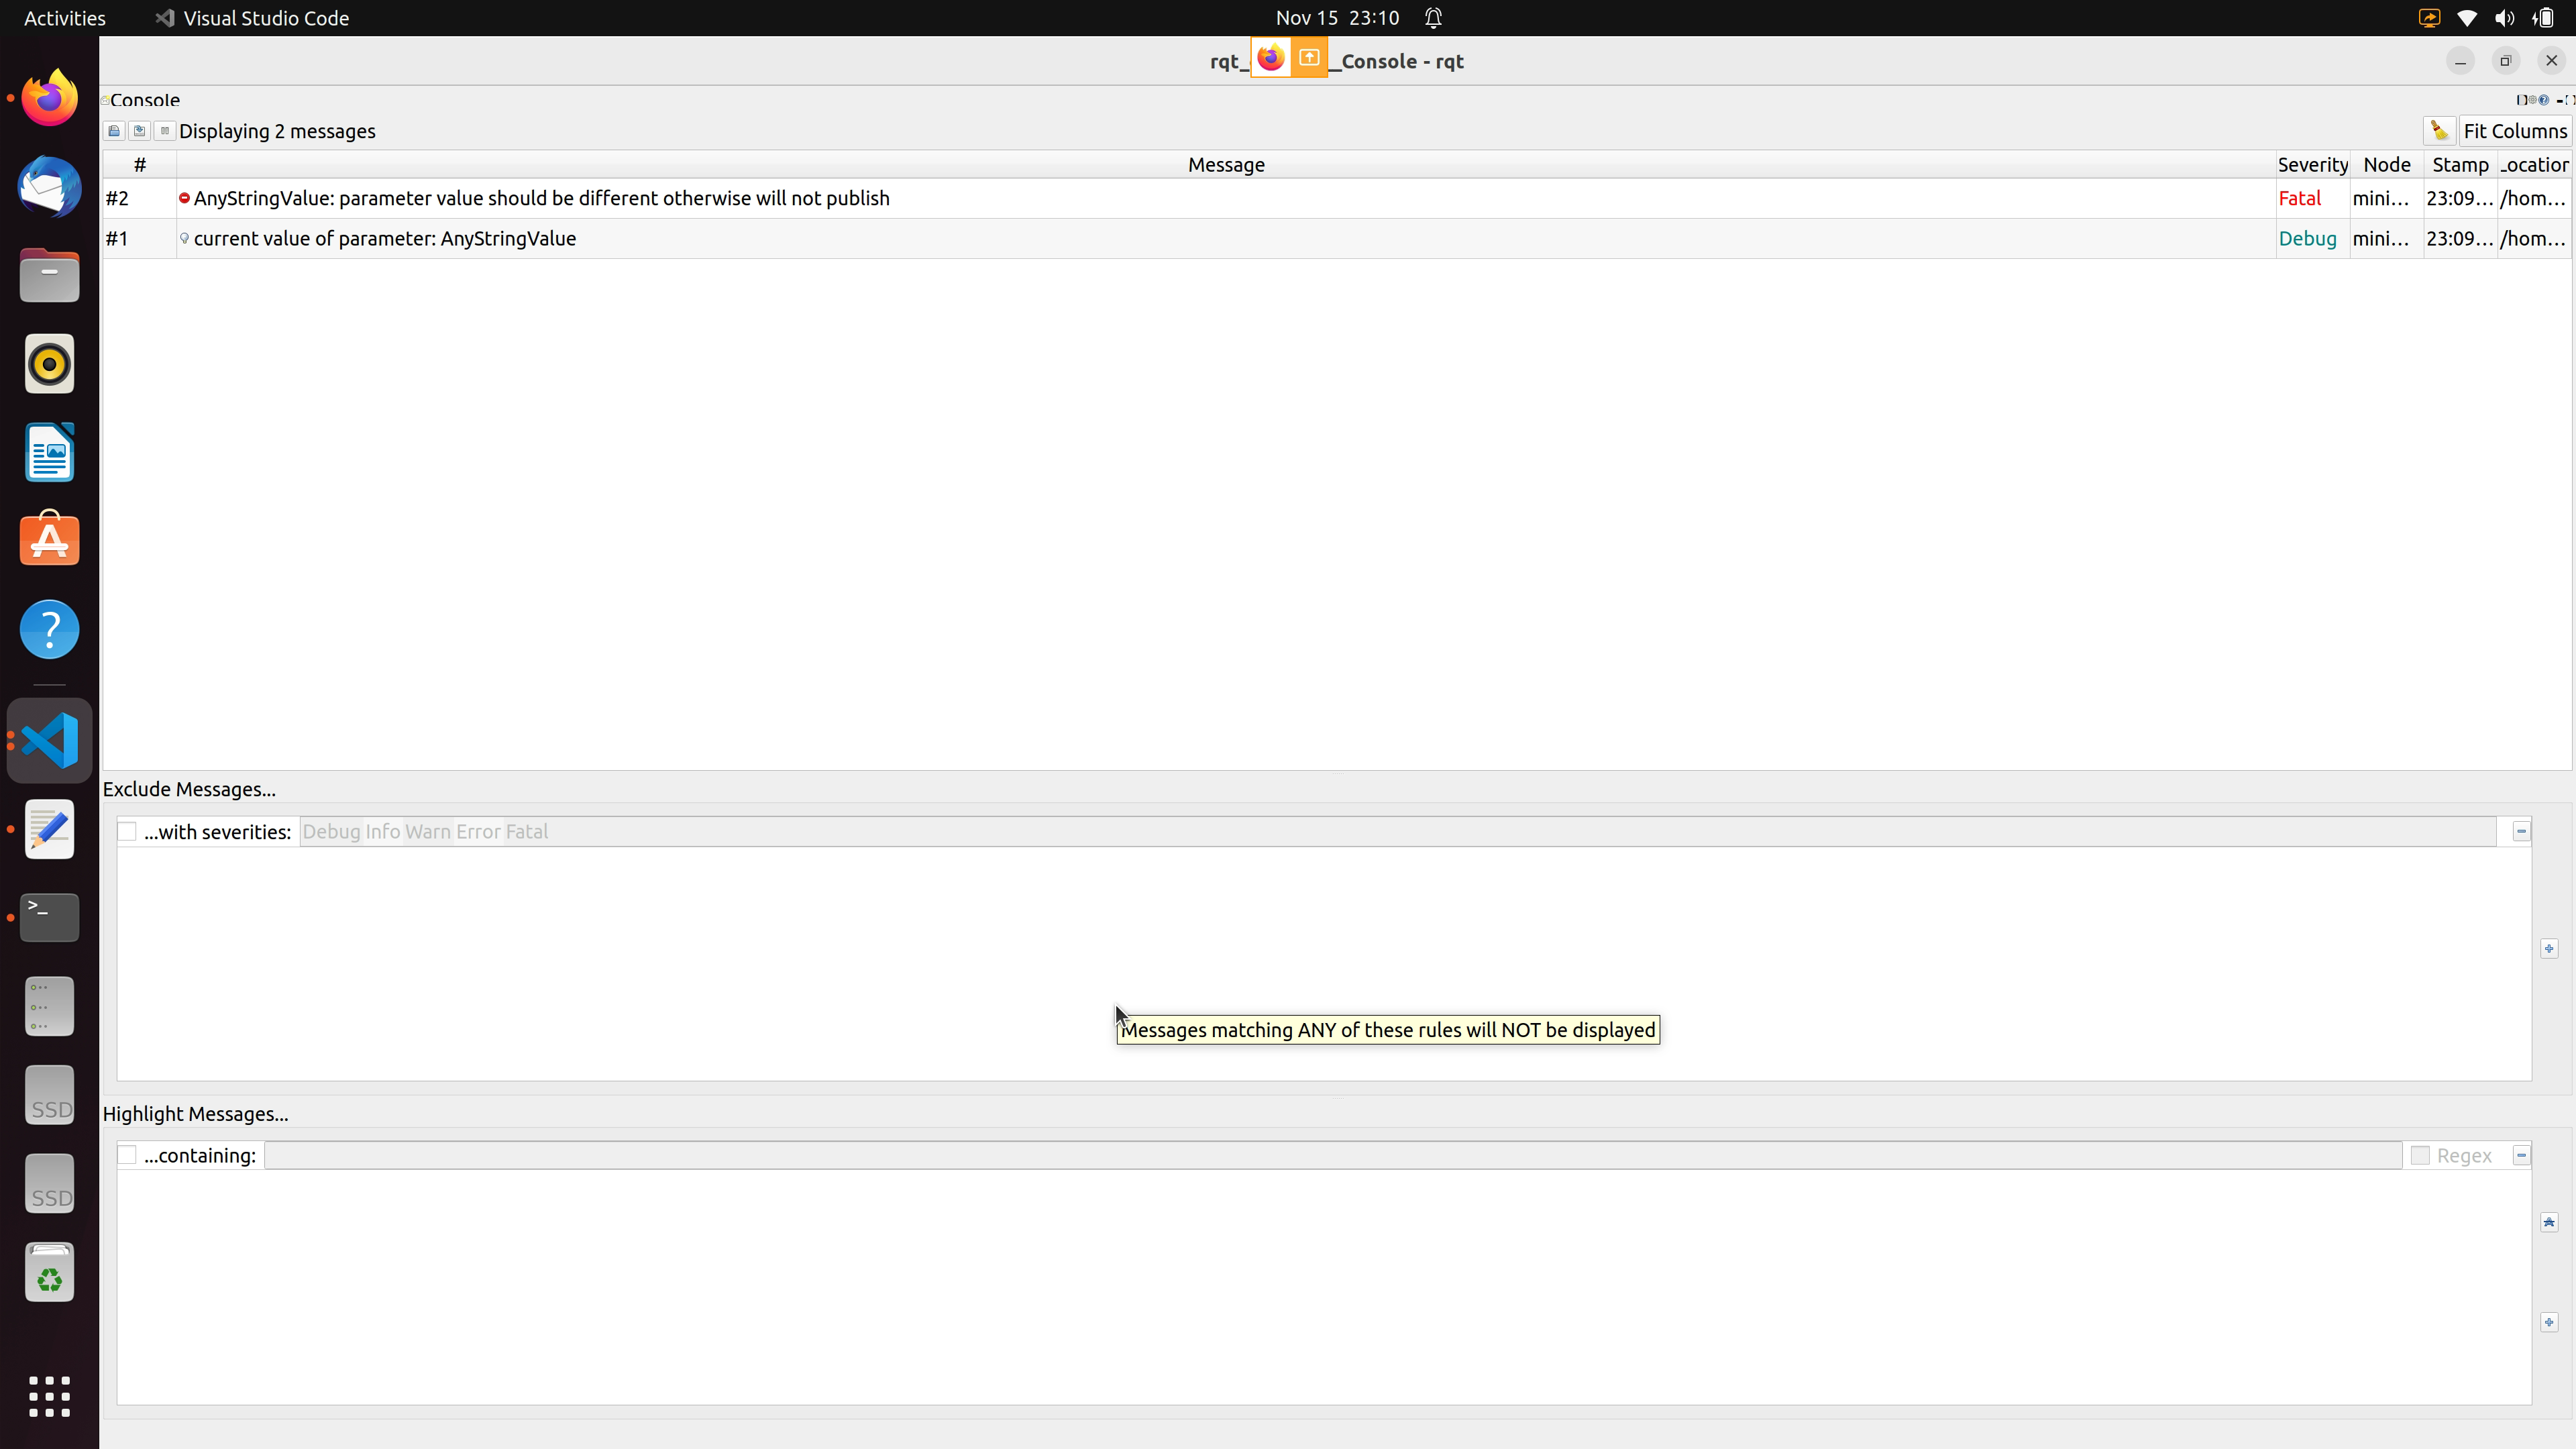 Activities
Visual Studio Code
Nov 15 23:10
rqt_
_Console - rqt
Console
Displaying 2 messages
Fit Columns
# Message Severity Node Stamp
#2 AnyStringValue: parameter value should be different otherwise will not publish Fatal mini... 23:09... /hom...
#1 current value of parameter: AnyStringValue Debug mini... 23:09... /hom...
Exclude Messages...
...with severities: Debug Info Warn Error Fatal
Messages matching ANY of these rules will NOT be displayed
Highlight Messages...
...containing: Regex
SSD
SSD